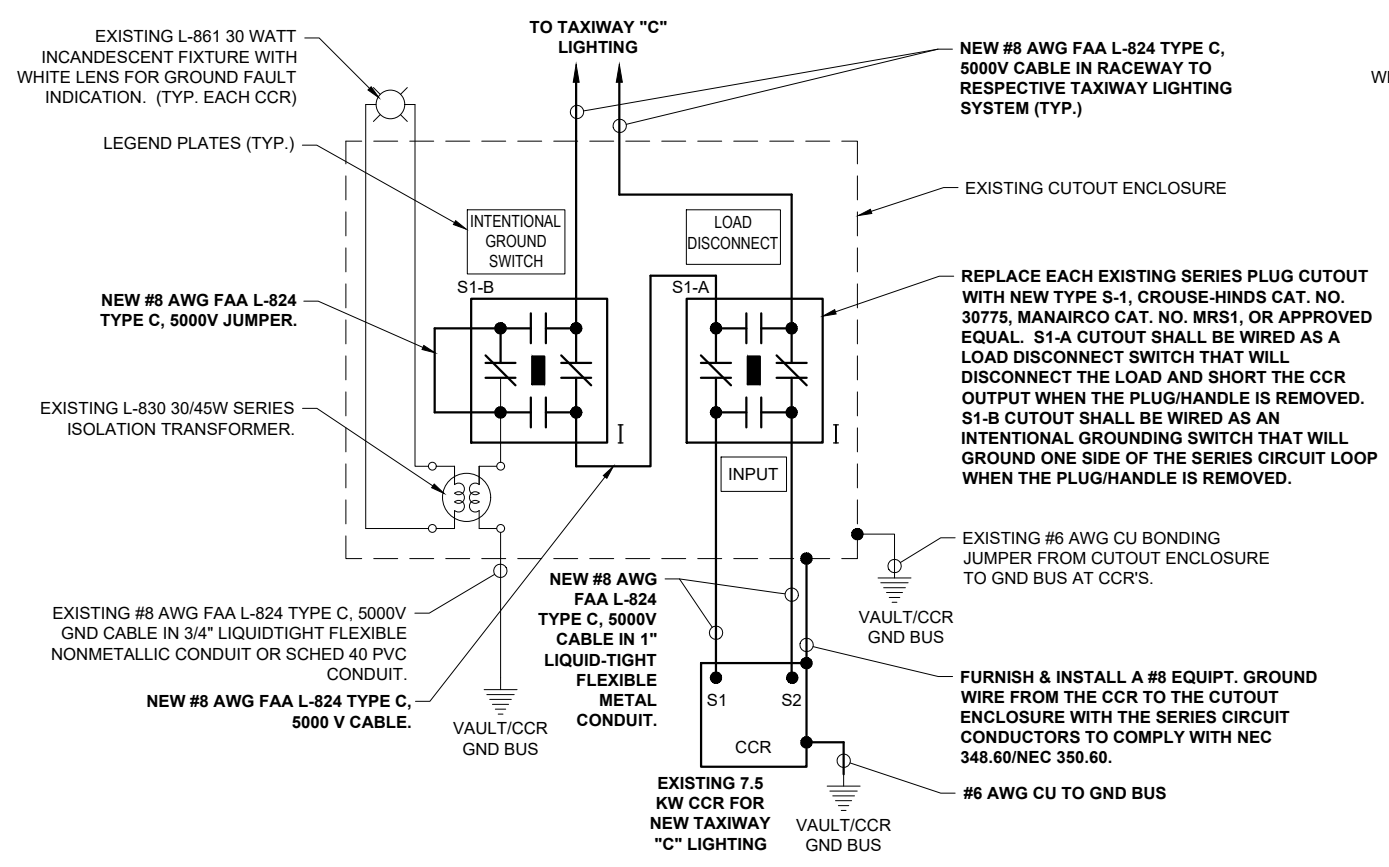 EXISTING L-861 30 WATT
INCANDESCENT FIXTURE WITH
WHITE LENS FOR GROUND FAULT
INDICATION. (TYP. EACH CCR)
LEGEND PLATES (TYP.)
TO TAXIWAY "C"
LIGHTING
NEW #8 AWG FAA L-824 TYPE C,
5000V CABLE IN RACEWAY TO
RESPECTIVE TAXIWAY LIGHTING
SYSTEM (TYP.)
EXISTING CUTOUT ENCLOSURE
INTENTIONAL
GROUND
SWITCH
LOAD
DISCONNECT
S1-B
S1-A
NEW #8 AWG FAA L-824
TYPE C, 5000V JUMPER.
REPLACE EACH EXISTING SERIES PLUG CUTOUT
WITH NEW TYPE S-1, CROUSE-HINDS CAT. NO.
30775, MANAIRCO CAT. NO. MRS1, OR APPROVED
EQUAL. S1-A CUTOUT SHALL BE WIRED AS A
LOAD DISCONNECT SWITCH THAT WILL
DISCONNECT THE LOAD AND SHORT THE CCR
OUTPUT WHEN THE PLUG/HANDLE IS REMOVED.
S1-B CUTOUT SHALL BE WIRED AS AN
INTENTIONAL GROUNDING SWITCH THAT WILL
GROUND ONE SIDE OF THE SERIES CIRCUIT LOOP
WHEN THE PLUG/HANDLE IS REMOVED.
EXISTING L-830 30/45W SERIES
ISOLATION TRANSFORMER.
I
I
INPUT
EXISTING #6 AWG CU BONDING
JUMPER FROM CUTOUT ENCLOSURE
TO GND BUS AT CCR'S.
VAULT/CCR
GND BUS
EXISTING #8 AWG FAA L-824 TYPE C, 5000V
GND CABLE IN 3/4" LIQUIDTIGHT FLEXIBLE
NONMETALLIC CONDUIT OR SCHED 40 PVC
CONDUIT.
NEW #8 AWG FAA L-824 TYPE C,
5000 V CABLE.
VAULT/CCR
GND BUS
NEW #8 AWG
FAA L-824
TYPE C, 5000V
CABLE IN 1"
LIQUID-TIGHT
FLEXIBLE
METAL
CONDUIT.
S1
S2
CCR
FURNISH & INSTALL A #8 EQUIPT. GROUND
WIRE FROM THE CCR TO THE CUTOUT
ENCLOSURE WITH THE SERIES CIRCUIT
CONDUCTORS TO COMPLY WITH NEC
348.60/NEC 350.60.
#6 AWG CU TO GND BUS
EXISTING 7.5
KW CCR FOR
NEW TAXIWAY
"C" LIGHTING
VAULT/CCR
GND BUS